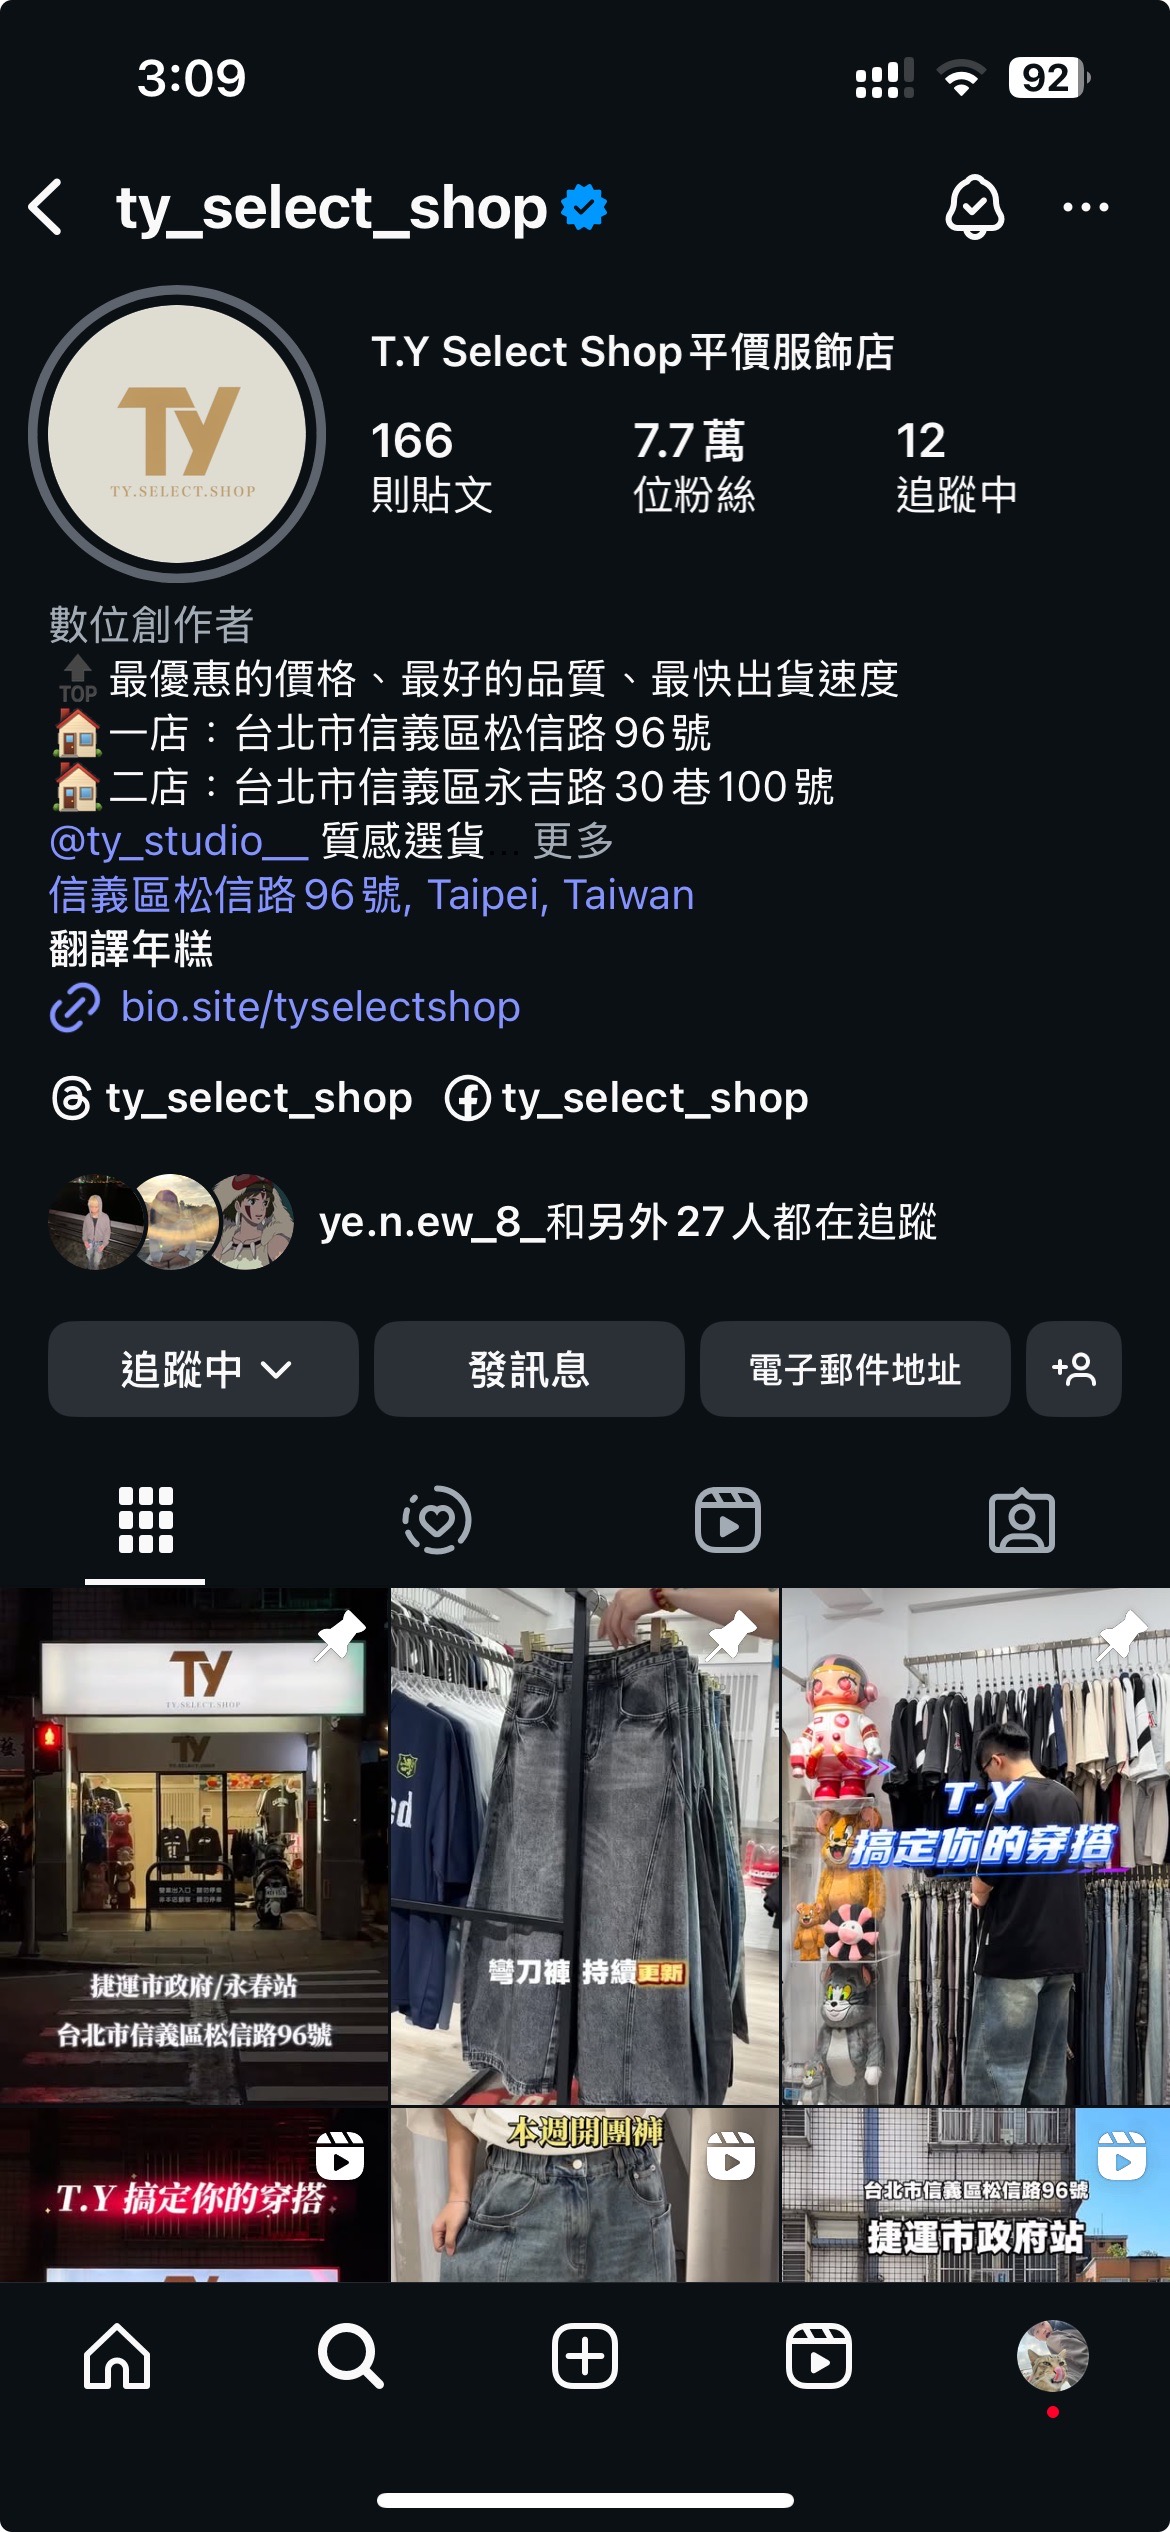 3:09
92
ty_select_shop
T.Y Select Shop平價服飾店
TY
TY.SELECT.SHOP
166 7.7萬 12
則貼文 位粉絲 追蹤中
數位創作者
TOP 最優惠的價格、最好的品質、最快出貨速度
一店：台北市信義區松信路96號
二店：台北市信義區永吉路30巷100號
@ty_studio__ 質感選貨... 更多
信義區松信路96號, Taipei, Taiwan
翻譯年糕
bio.site/tyselectshop
ty_select_shop ty_select_shop
ye.n.ew_8_和另外27人都在追蹤
追蹤中 發訊息 電子郵件地址
TY
TY.SELECT.SHOP
TY
捷運市政府/永春站
台北市信義區松信路96號
彎刀褲 持續更新
T.Y
搞定你的穿搭
T.Y 搞定你的穿搭
本週開團褲
台北市信義區松信路96號
捷運市政府站